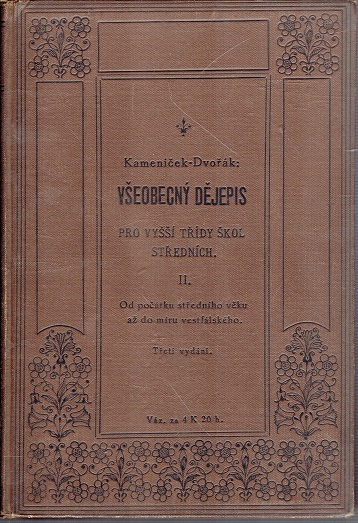 Kameníček-Dvořák:
VŠEOBECNÝ DĚJEPIS
PRO VYŠŠÍ TŘÍDY ŠKOL
STŘEDNÍCH.
II.
Od počátku středního věku
až do míru vestfálského.
Třetí vydání.
Váz. za 4 K 20 h.